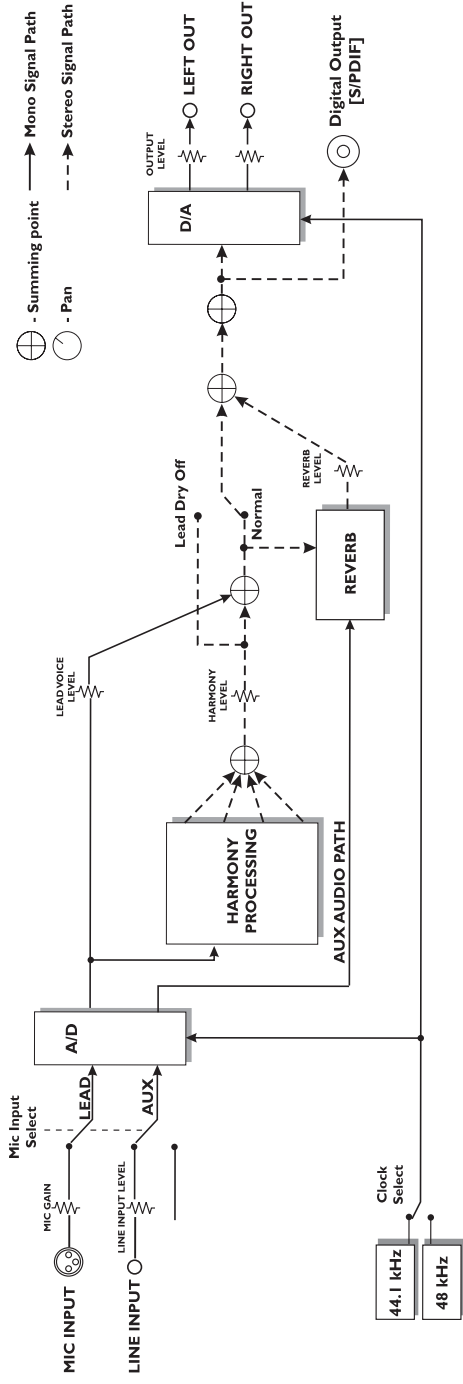 - Summing point
- Mono Signal Path
- Pan
- Stereo Signal Path
MIC INPUT
MIC GAIN
Mic Input
Select
LEAD
A/D
LINE INPUT
LINE INPUT LEVEL
AUX
LEAD VOICE
LEVEL
HARMONY
PROCESSING
HARMONY
LEVEL
Lead Dry Off
Normal
AUX AUDIO PATH
REVERB
REVERB
LEVEL
D/A
OUTPUT
LEVEL
LEFT OUT
RIGHT OUT
Digital Output
[S/PDIF]
Clock
Select
44.1 kHz
48 kHz